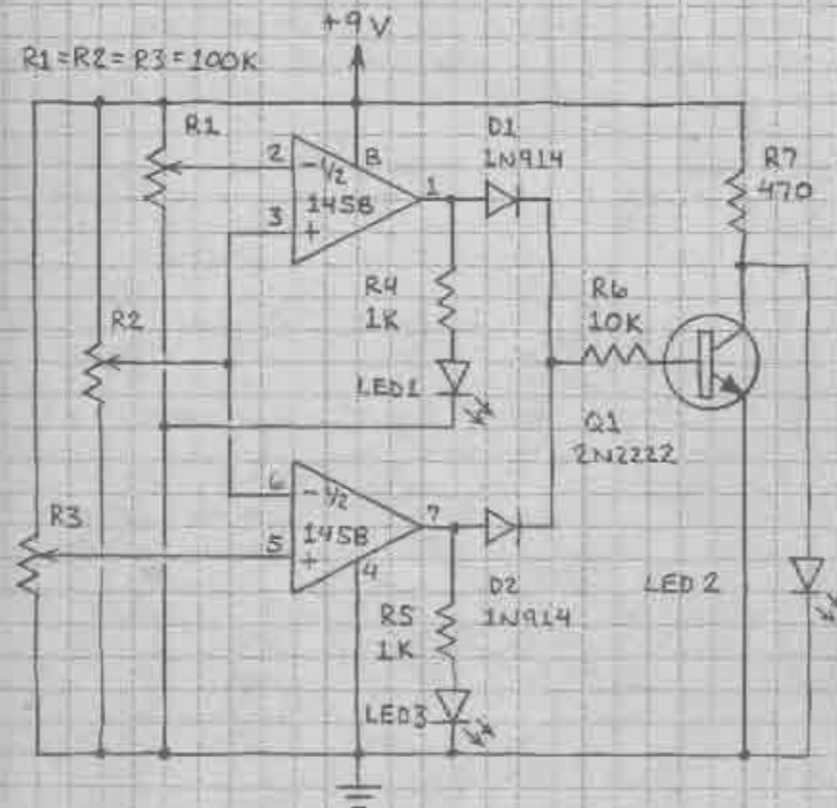 +9V
R1=R2=R3=100K
R1
2
-
8
1/2
1458
3
+
1
D1
1N914
R7
470
R4
1K
LED1
R6
10K
R2
Q1
2N2222
6
-
1/2
1458
5
+
7
4
R3
D2
1N914
LED 2
R5
1K
LED3